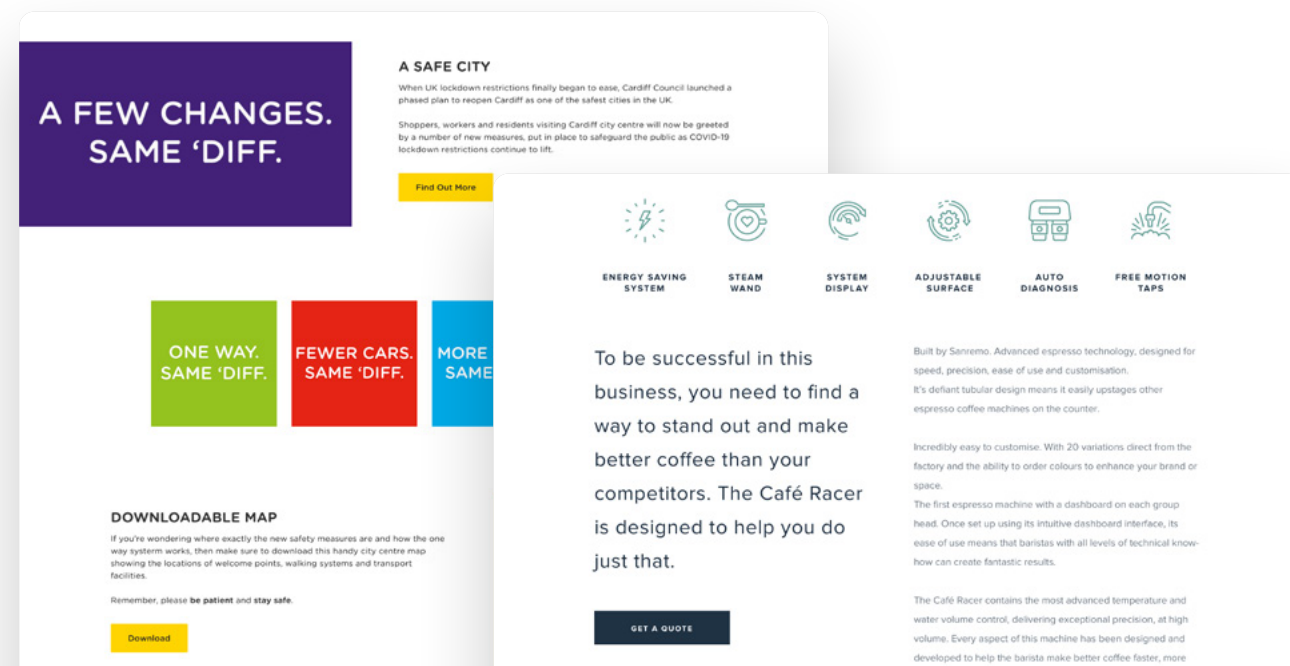 A FEW CHANGES.
SAME ‘DIFF.
A SAFE CITY
When UK lockdown restrictions finally began to ease, Cardiff Council launched a
phased plan to reopen Cardiff as one of the safest cities in the UK.
Shoppers, workers and residents visiting Cardiff city centre will now be greeted
by a number of new measures, put in place to safeguard the public as COVID-19
lockdown restrictions continue to lift.
Find Out More
ONE WAY.
SAME ‘DIFF.
FEWER CARS.
SAME ‘DIFF.
MORE
SAME
DOWNLOADABLE MAP
If you're wondering where exactly the new safety measures are and how the one
way systerm works, then make sure to download this handy city centre map
showing the locations of welcome points, walking systems and transport
facilities.
Remember, please be patient and stay safe.
Download
ENERGY SAVING
SYSTEM
STEAM
WAND
SYSTEM
DISPLAY
ADJUSTABLE
SURFACE
AUTO
DIAGNOSIS
FREE MOTION
TAPS
To be successful in this
business, you need to find a
way to stand out and make
better coffee than your
competitors. The Café Racer
is designed to help you do
just that.
GET A QUOTE
Built by Sanremo. Advanced espresso technology, designed for
speed, precision, ease of use and customisation.
It's defiant tubular design means it easily upstages other
espresso coffee machines on the counter.
Incredibly easy to customise. With 20 variations direct from the
factory and the ability to order colours to enhance your brand or
space.
The first espresso machine with a dashboard on each group
head. Once set up using its intuitive dashboard interface, its
ease of use means that baristas with all levels of technical know-
how can create fantastic results.
The Café Racer contains the most advanced temperature and
water volume control, delivering exceptional precision, at high
volume. Every aspect of this machine has been designed and
developed to help the barista make better coffee faster, more